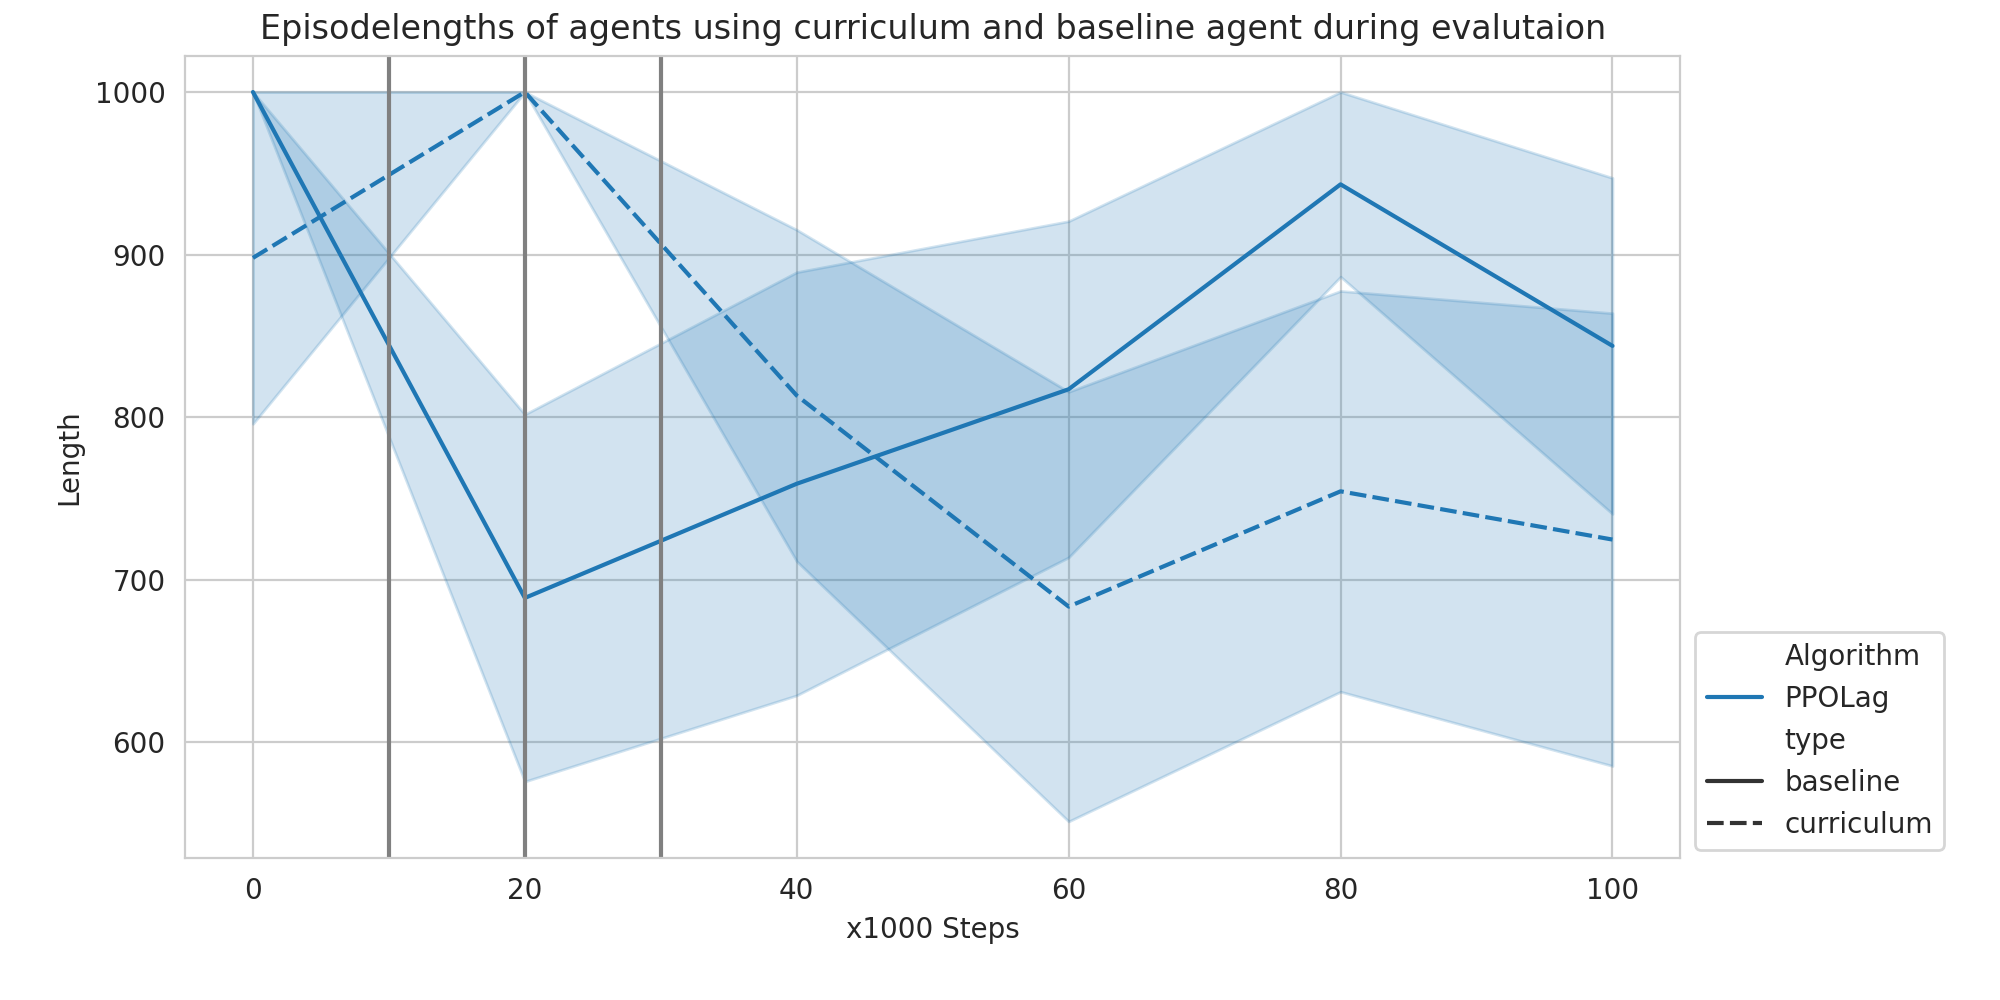 Episodelengths of agents using curriculum and baseline agent during evalutaion
1000
900
800
700
600
Length
0 20 40 60 80 100
x1000 Steps
Algorithm
PPOLag
type
baseline
curriculum